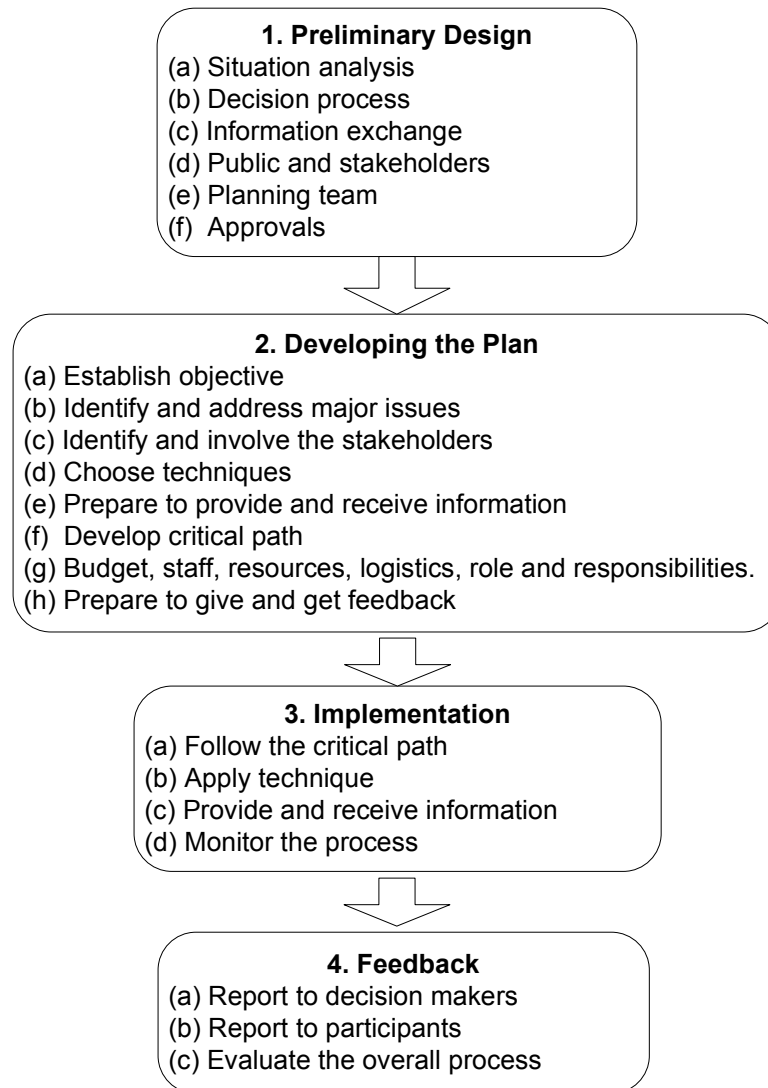 1. Preliminary Design
(a) Situation analysis
(b) Decision process
(c) Information exchange
(d) Public and stakeholders
(e) Planning team
(f) Approvals
2. Developing the Plan
(a) Establish objective
(b) Identify and address major issues
(c) Identify and involve the stakeholders
(d) Choose techniques
(e) Prepare to provide and receive information
(f) Develop critical path
(g) Budget, staff, resources, logistics, role and responsibilities.
(h) Prepare to give and get feedback
3. Implementation
(a) Follow the critical path
(b) Apply technique
(c) Provide and receive information
(d) Monitor the process
4. Feedback
(a) Report to decision makers
(b) Report to participants
(c) Evaluate the overall process